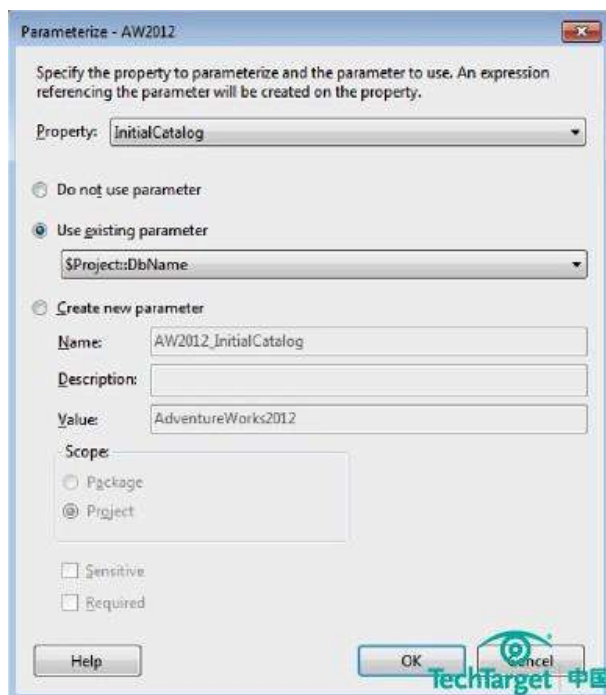 Parameterize - AW2012
Specify the property to parameterize and the parameter to use. An expression
referencing the parameter will be created on the property.
Property: InitialCatalog
Do not use parameter
Use existing parameter
$Project::DbName
Create new parameter
Name: AW2012_InitialCatalog
Description:
Value: AdventureWorks2012
Scope:
Package
Project
Sensitive
Required
Help OK Cancel
TechTarget 中国